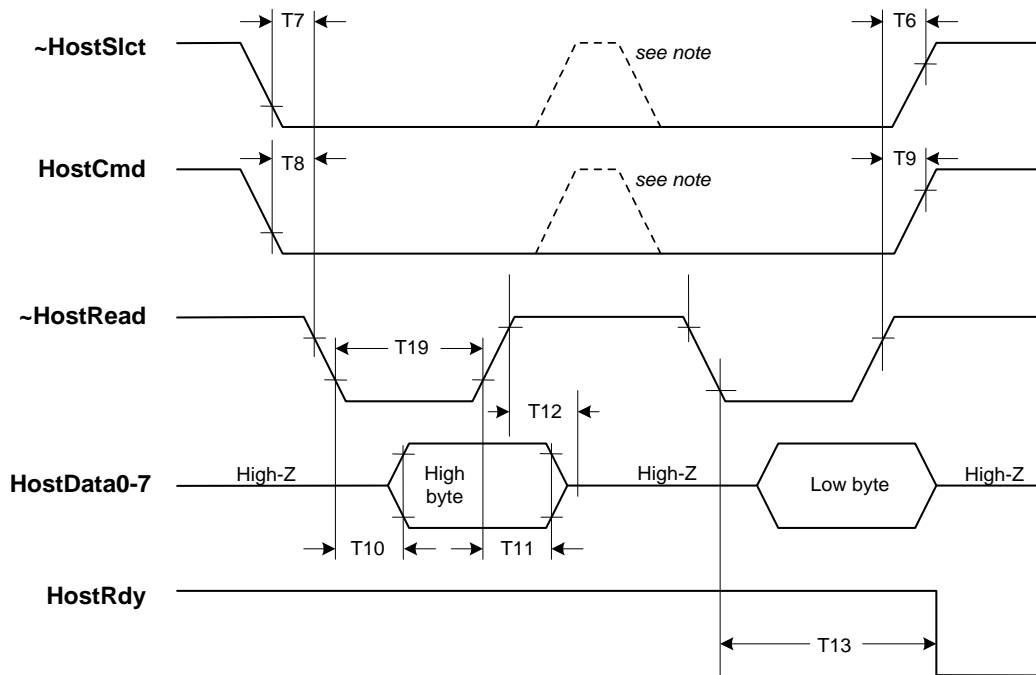 T7
T6
~HostSlct
see note
HostCmd
T8
T9
see note
~HostRead
T19
T12
HostData0-7
High-Z
High
byte
High-Z
Low byte
High-Z
T10
T11
HostRdy
T13